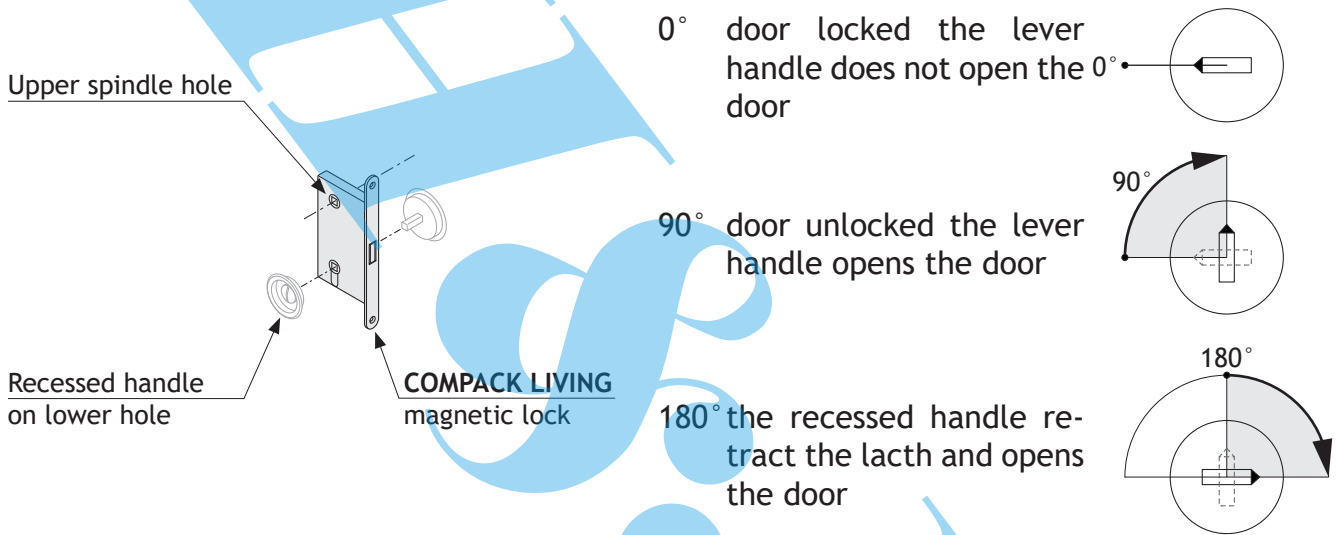 Upper spindle hole
Recessed handle
on lower hole
COMPACK LIVING
magnetic lock
0° door locked the lever
handle does not open the
door
0°
90° door unlocked the lever
handle opens the door
90°
180° the recessed handle re-
tract the lacth and opens
the door
180°